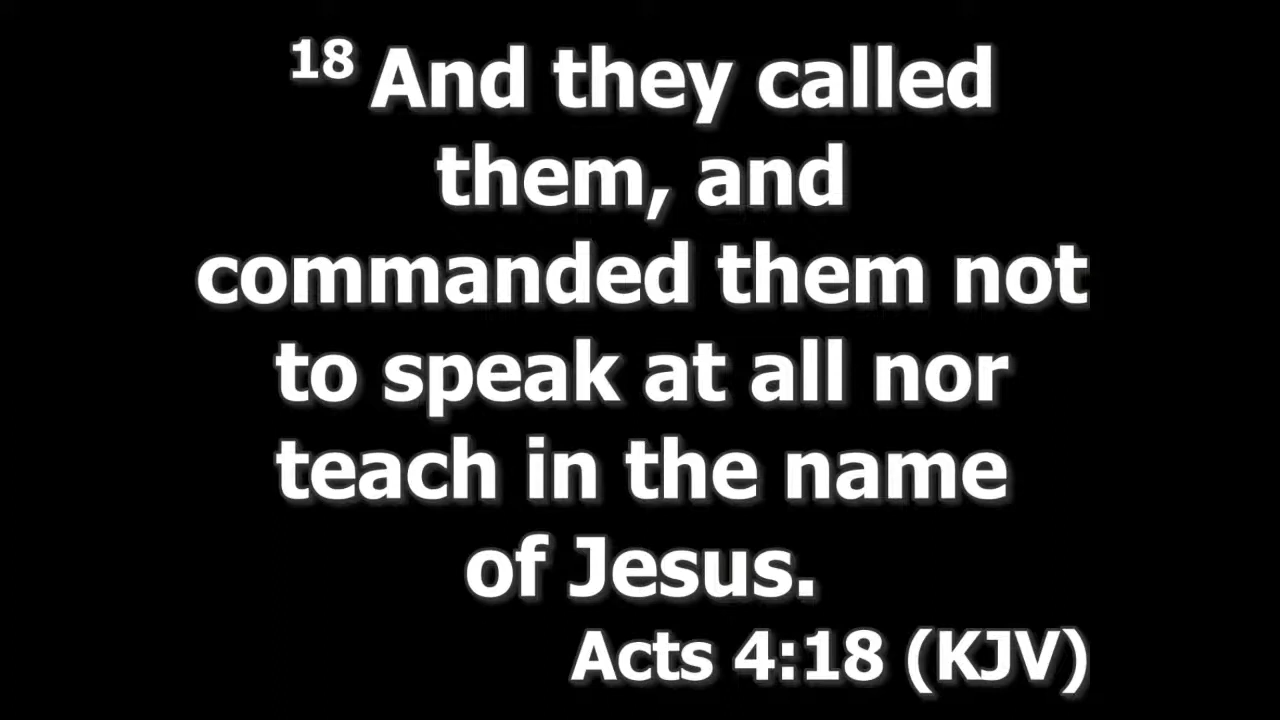 18 And they called
them, and
commanded them not
to speak at all nor
teach in the name
of Jesus.
Acts 4:18 (KJV)